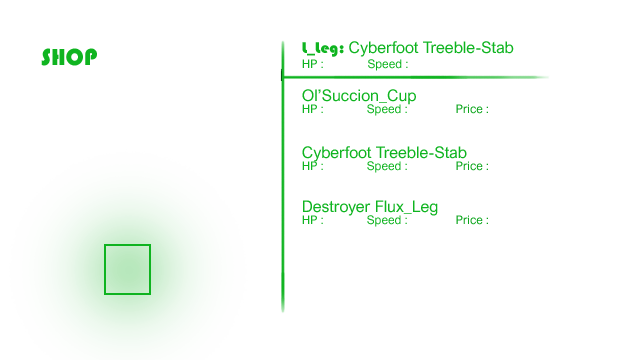 SHOP
L_Leg: Cyberfoot Treeble-Stab
HP : Speed :
Ol'Succion_Cup
HP : Speed : Price :
Cyberfoot Treeble-Stab
HP : Speed : Price :
Destroyer Flux_Leg
HP : Speed : Price :